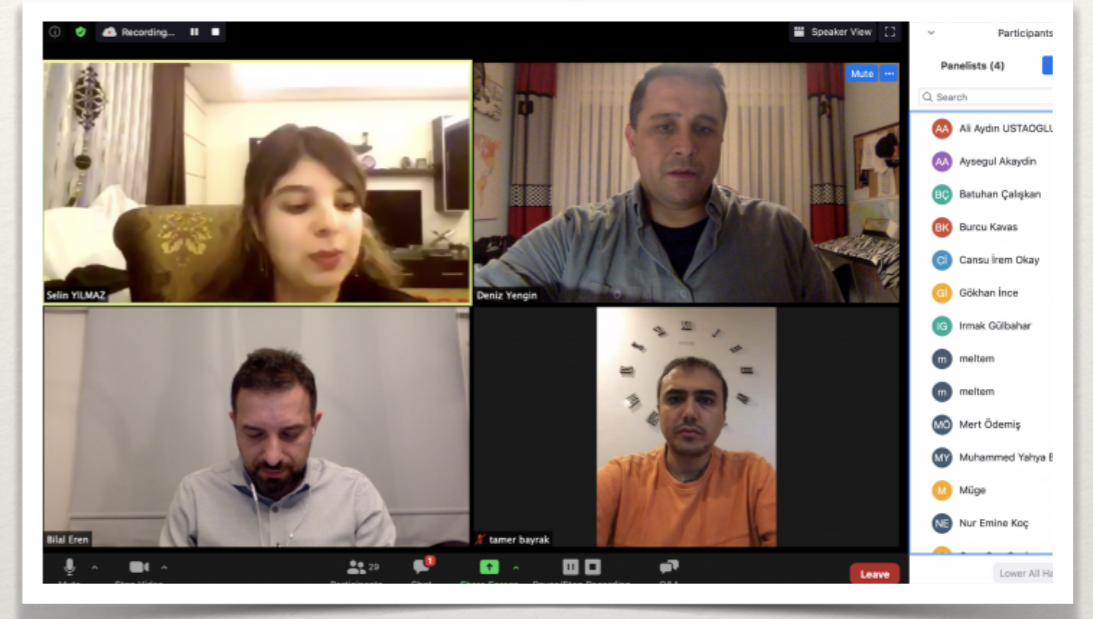 Recording...
Speaker View
Participants
Panelists (4)
Mute
Search
Ali Aydın USTAOGLU
Aysegul Akaydin
Batuhan Çalışkan
Burcu Kavas
Cansu İrem Okay
Gökhan İnce
Irmak Gülbahar
meltem
meltem
Mert Ödemiş
Muhammed Yahya E
Müge
Nur Emine Koç
AA
AA
BÇ
BK
Cİ
Gİ
IG
m
m
MÖ
MY
M
NE
Selin YILMAZ
Deniz Yengin
Bilal Eren
tamer bayrak
29
1
Leave
Lower All Ha